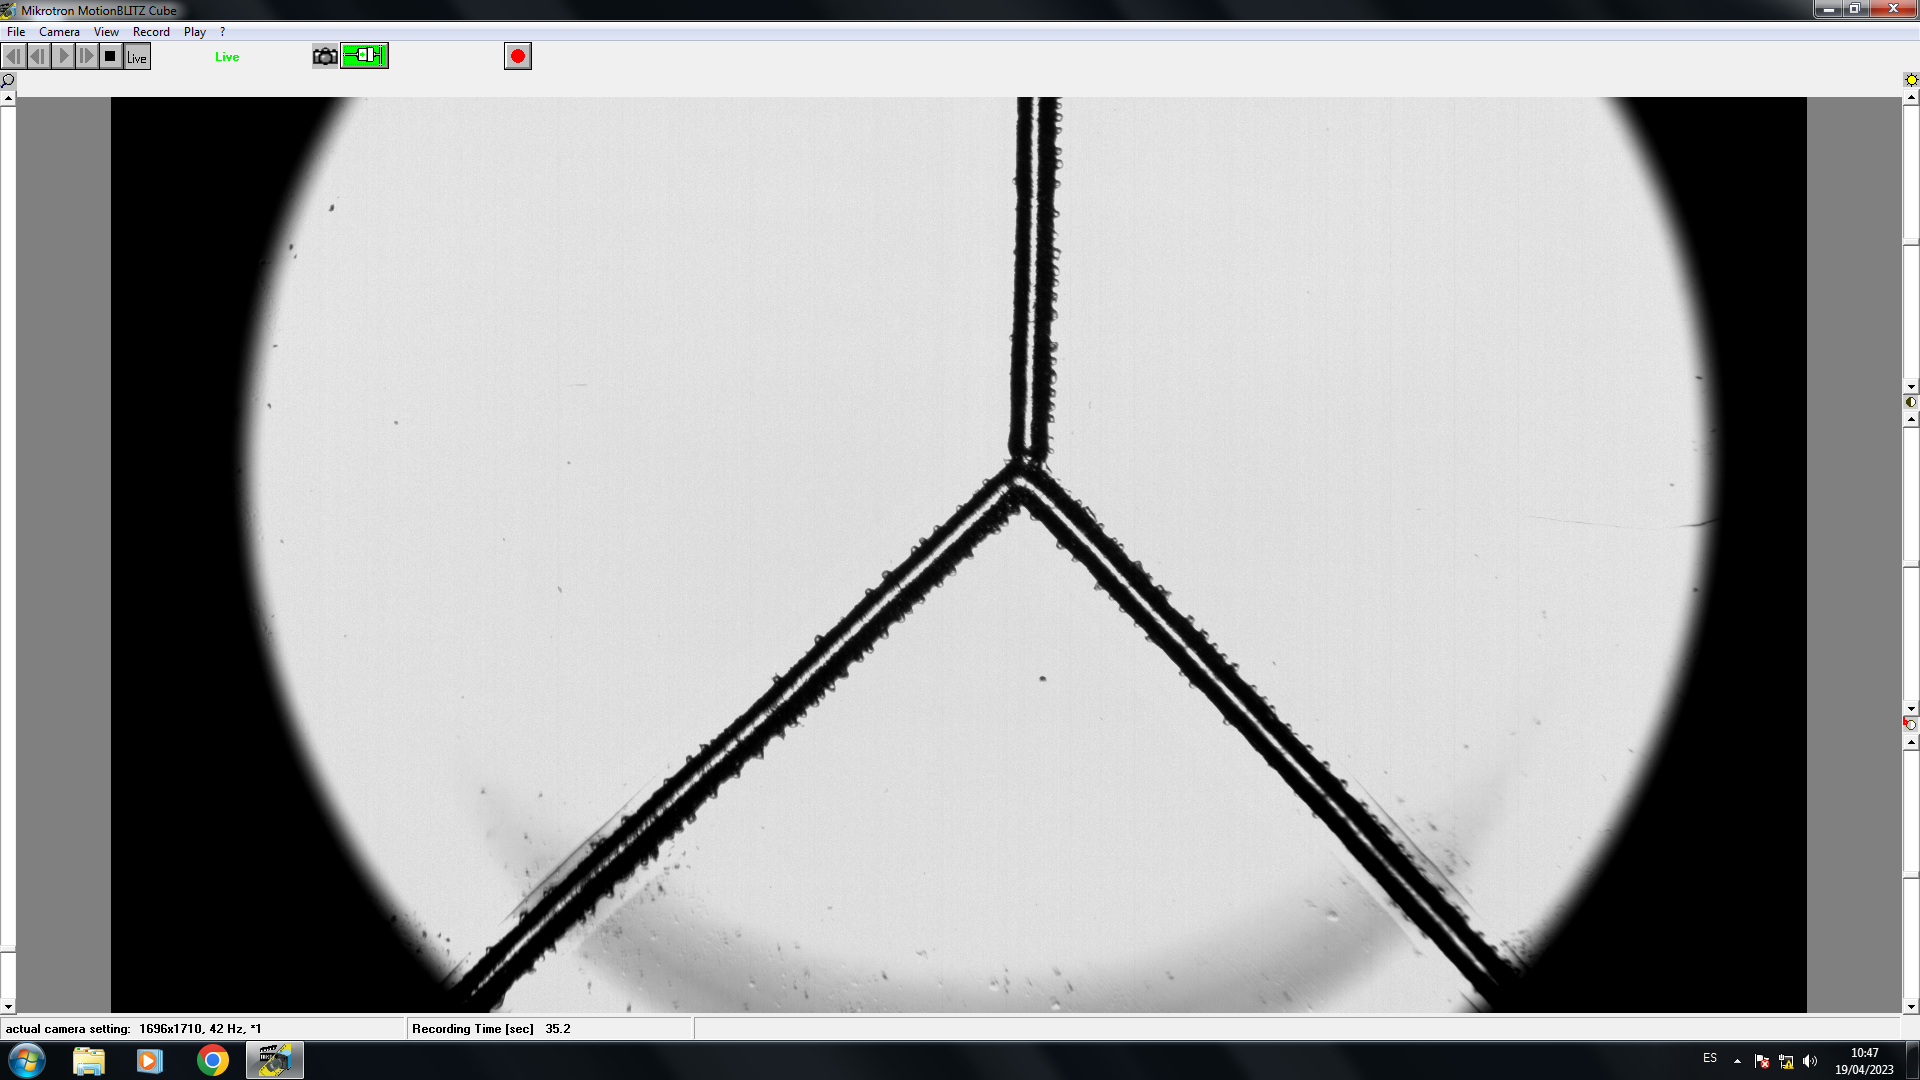 Mikrotron MotionBLITZ Cube
File Camera View Record Play ?
Live Live
actual camera setting: 1696x1710, 42 Hz, *1 Recording Time [sec] 35.2
ES 10:47
19/04/2023